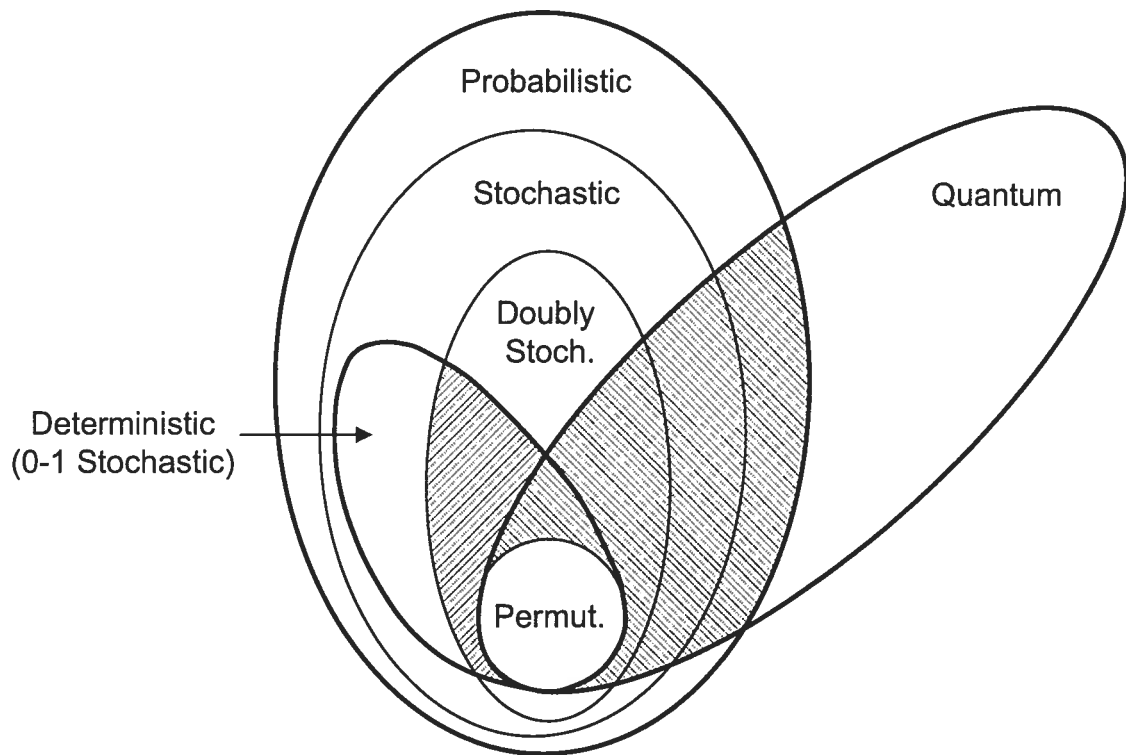 Probabilistic
Stochastic
Quantum
Doubly
Stoch.
Deterministic
(0-1 Stochastic)
Permut.